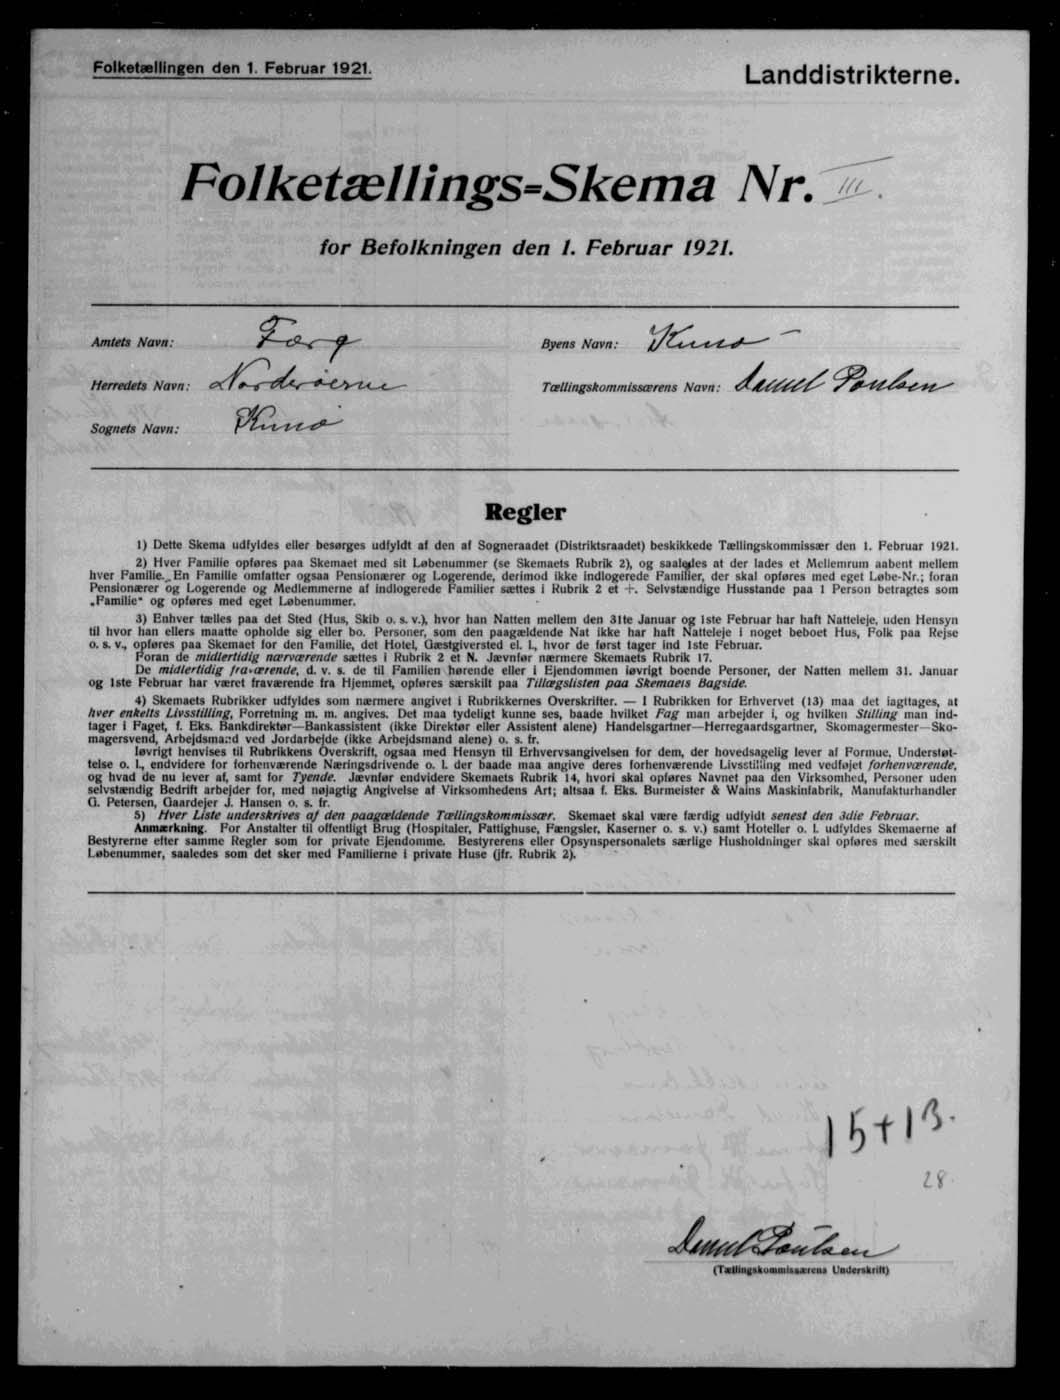 Folketællingen den 1. Februar 1921.
Landdistrikterne.
Folketællings=Skema Nr. III.
for Befolkningen den 1. Februar 1921.
Amtets Navn: Færø
Byens Navn: Kunø
Herredets Navn: Norderøerne
Tællingskommissærens Navn: Daniel Poulsen
Sognets Navn: Kunø
Regler
1) Dette Skema udfyldes eller besørges udfyldt af den af Sogneraadet (Distriktsraadet) beskikkede Tællingskommissær den 1. Februar 1921.
2) Hver Familie opføres paa Skemaet med sit Løbenummer (se Skemaets Rubrik 2), og saaledes at der lades et Mellemrum aabent mellem
hver Familie. En Familie omfatter ogsaa Pensionærer og Logerende, derimod ikke indlogerede Familier, der skal opføres med eget Løbe-Nr.; foran
Pensionærer og Logerende og Medlemmerne af indlogerede Familier sættes i Rubrik 2 et +. Selvstændige Husstande paa 1 Person betragtes som
„Familie“ og opføres med eget Løbenummer.
3) Enhver tælles paa det Sted (Hus, Skib o. s. v.), hvor han Natten mellem den 31te Januar og 1ste Februar har haft Natteleje, uden Hensyn
til hvor han ellers maatte opholde sig eller bo. Personer, som den paagældende Nat ikke har haft Natteleje i noget beboet Hus, Folk paa Rejse
o. s. v., opføres paa Skemaet for den Familie, det Hotel, Gæstgiversted el. l., hvor de først tager ind 1ste Februar.
Foran de midlertidig nærværende sættes i Rubrik 2 et N. Jævnfør nærmere Skemaets Rubrik 17.
De midlertidig fraværende, d. v. s. de til Familien hørende eller i Ejendommen iøvrigt boende Personer, der Natten mellem 31. Januar
og 1ste Februar har været fraværende fra Hjemmet, opføres særskilt paa Tillægslisten paa Skemaets Bagside.
4) Skemaets Rubrikker udfyldes som nærmere angivet i Rubrikkernes Overskrifter. — I Rubrikken for Erhvervet (13) maa det iagttages, at
hver enkelts Livsstilling, Forretning m. m. angives. Det maa tydeligt kunne ses, baade hvilket Fag man arbejder i, og hvilken Stilling man ind-
tager i Faget, f. Eks. Bankdirektør—Bankassistent (ikke Direktør eller Assistent alene) Handelsgartner—Herregaardsgartner, Skomagermester—Sko-
magersvend, Arbejdsmand ved Jordarbejde (ikke Arbejdsmand alene) o. s. fr.
Iøvrigt henvises til Rubrikkens Overskrift, ogsaa med Hensyn til Erhvervsangivelsen for dem, der hovedsagelig lever af Formue, Understøt-
telse o. l., endvidere for forhenværende Næringsdrivende o. l. der baade maa angive deres forhenværende Livsstilling med vedføjet forhenværende,
og hvad de nu lever af, samt for Tyende. Jævnfør endvidere Skemaets Rubrik 14, hvori skal opføres Navnet paa den Virksomhed, Personer uden
selvstændig Bedrift arbejder for, med nøjagtig Angivelse af Virksomhedens Art; altsaa f. Eks. Burmeister & Wains Maskinfabrik, Manufakturhandler
G. Petersen, Gaardejer J. Hansen o. s. fr.
5) Hver Liste underskrives af den paagældende Tællingskommissær. Skemaet skal være færdig udfyldt senest den 3die Februar.
Anmærkning. For Anstalter til offentligt Brug (Hospitaler, Fattighuse, Fængsler, Kaserner o. s. v.) samt Hoteller o. l. udfyldes Skemaerne af
Bestyrerne efter samme Regler som for private Ejendomme. Bestyrerens eller Opsynspersonalets særlige Husholdninger skal opføres med særskilt
Løbenummer, saaledes som det sker med Familierne i private Huse (jfr. Rubrik 2).
15+13.
28.
Daniel Poulsen
(Tællingskommissærens Underskrift)